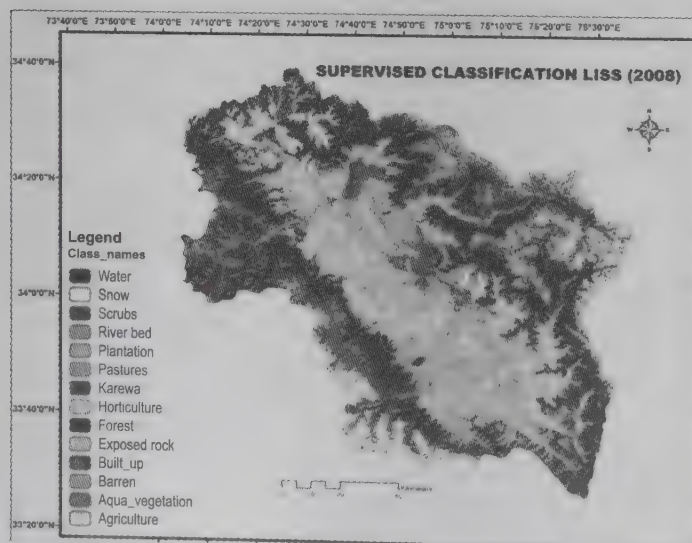 73°40'0"E 73°50'0"E 74°0'0"E 74°10'0"E 74°20'0"E 74°30'0"E 74°40'0"E 74°50'0"E 75°0'0"E 75°10'0"E 75°20'0"E 75°30'0"E
34°40'0"N
SUPERVISED CLASSIFICATION LISS (2008)
N
W E
S
34°20'0"N
Legend
Class_names
Water
Snow
34°0'0"N
Scrubs
River bed
Plantation
Pastures
Karewa
Horticulture
33°40'0"N
Forest
Exposed rock
Built_up
Barren
Aqua_vegetation
Agriculture
33°20'0"N